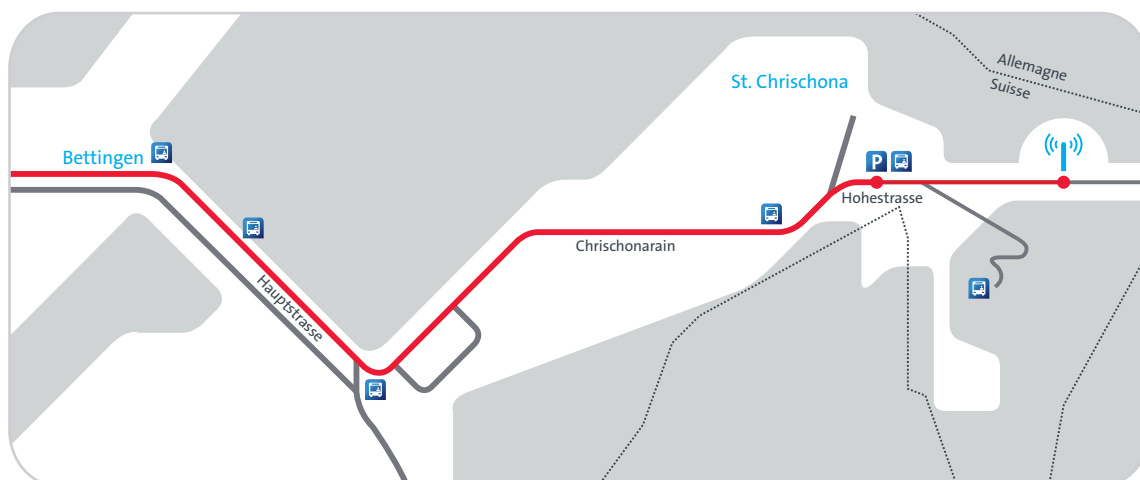 Allemagne
Suisse
St. Chrischona
Bettingen
P
Hohestrasse
Chrischonarain
Hauptstrasse